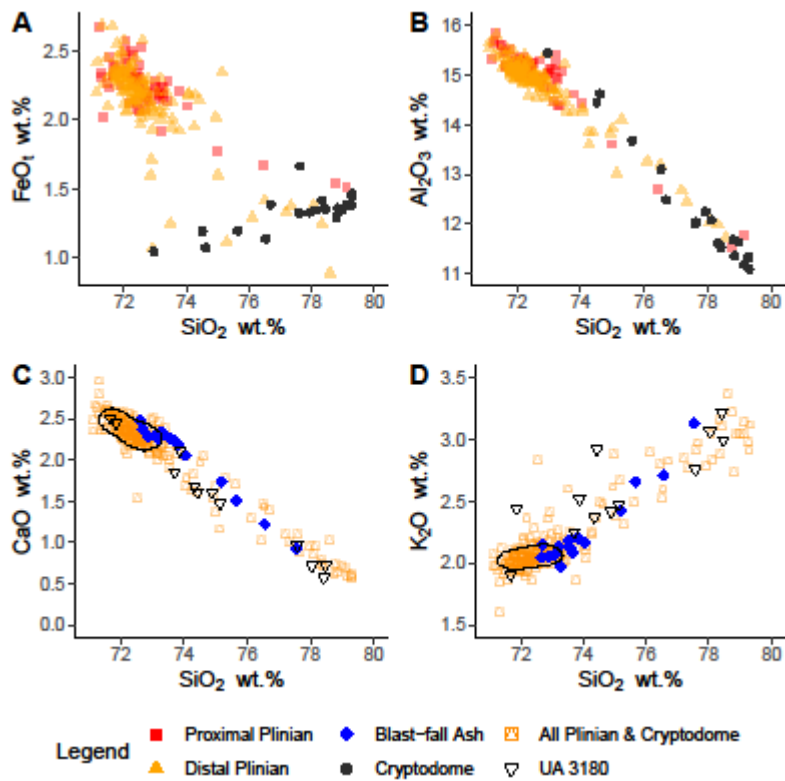 A
B
2.5
2.0
1.5
1.0
FeOₜ wt.%
72 74 76 78 80
SiO₂ wt.%
16
15
14
13
12
11
Al₂O₃ wt.%
72 74 76 78 80
SiO₂ wt.%
C
D
3.0
2.5
2.0
1.5
1.0
0.5
0.0
CaO wt.%
72 74 76 78 80
SiO₂ wt.%
3.5
3.0
2.5
2.0
1.5
K₂O wt.%
72 74 76 78 80
SiO₂ wt.%
Legend
Proximal Plinian
Blast-fall Ash
All Plinian & Cryptodome
Distal Plinian
Cryptodome
UA 3180